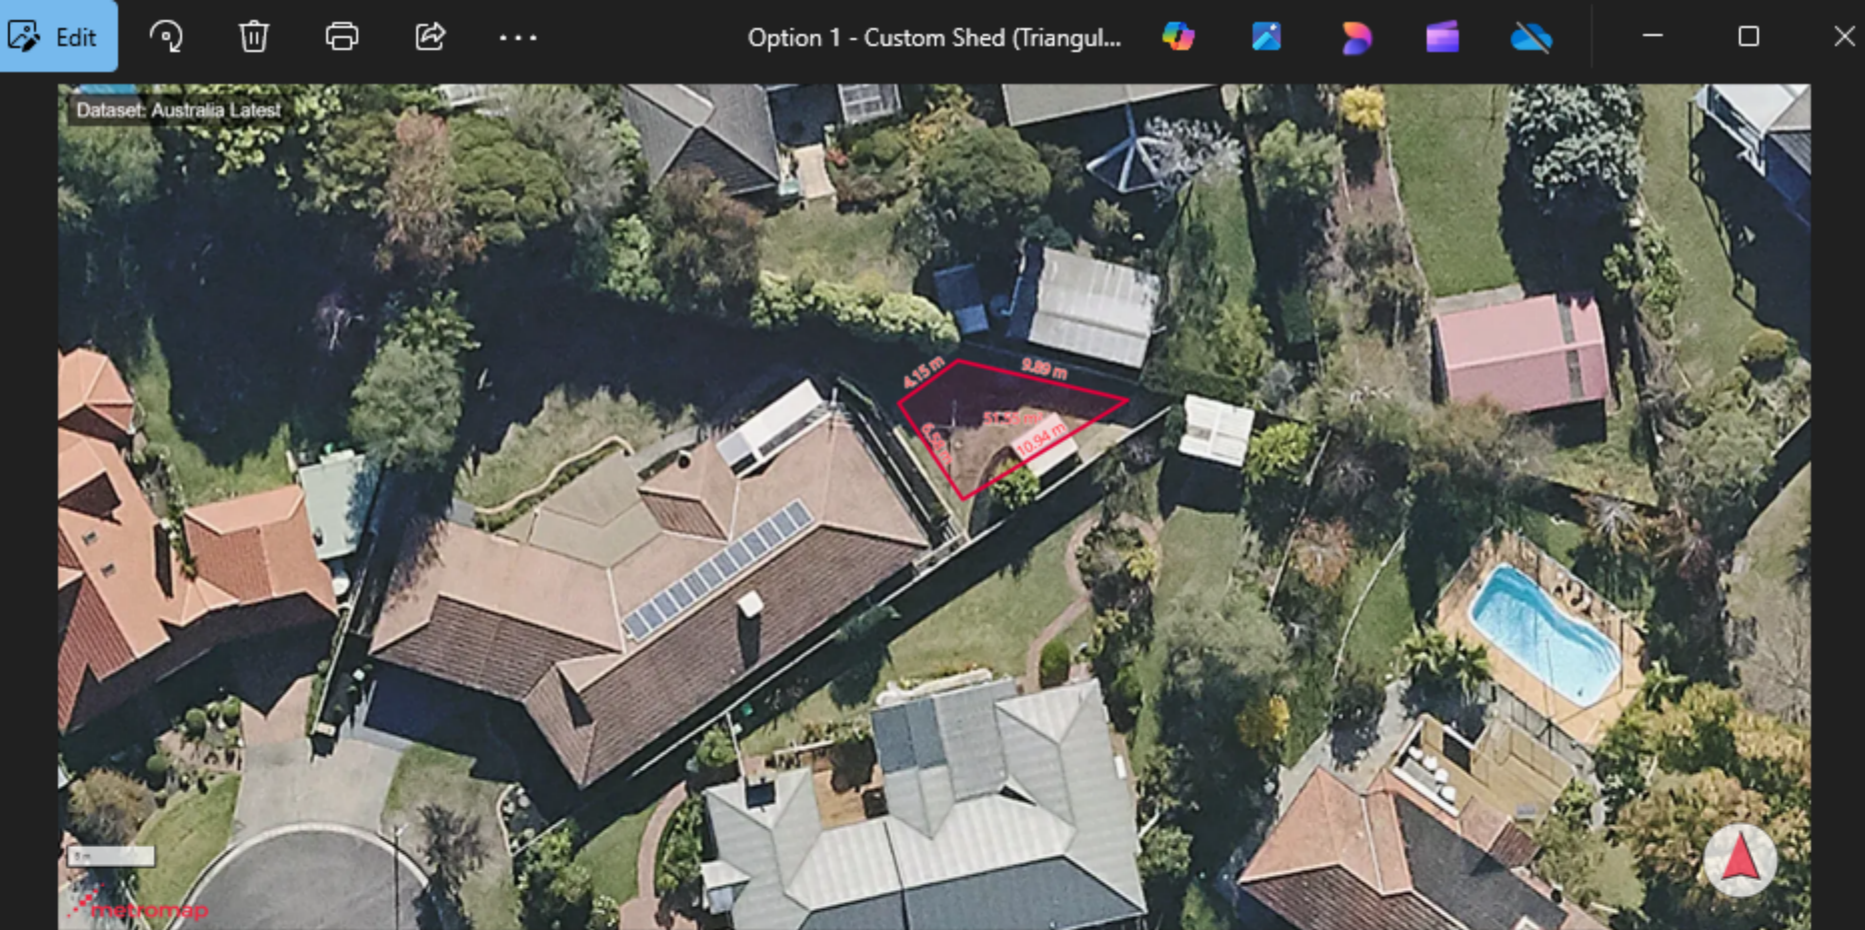 Edit
Option 1 - Custom Shed (Triangul...
Dataset: Australia Latest
4.15 m
9.89 m
10.94 m
metromap